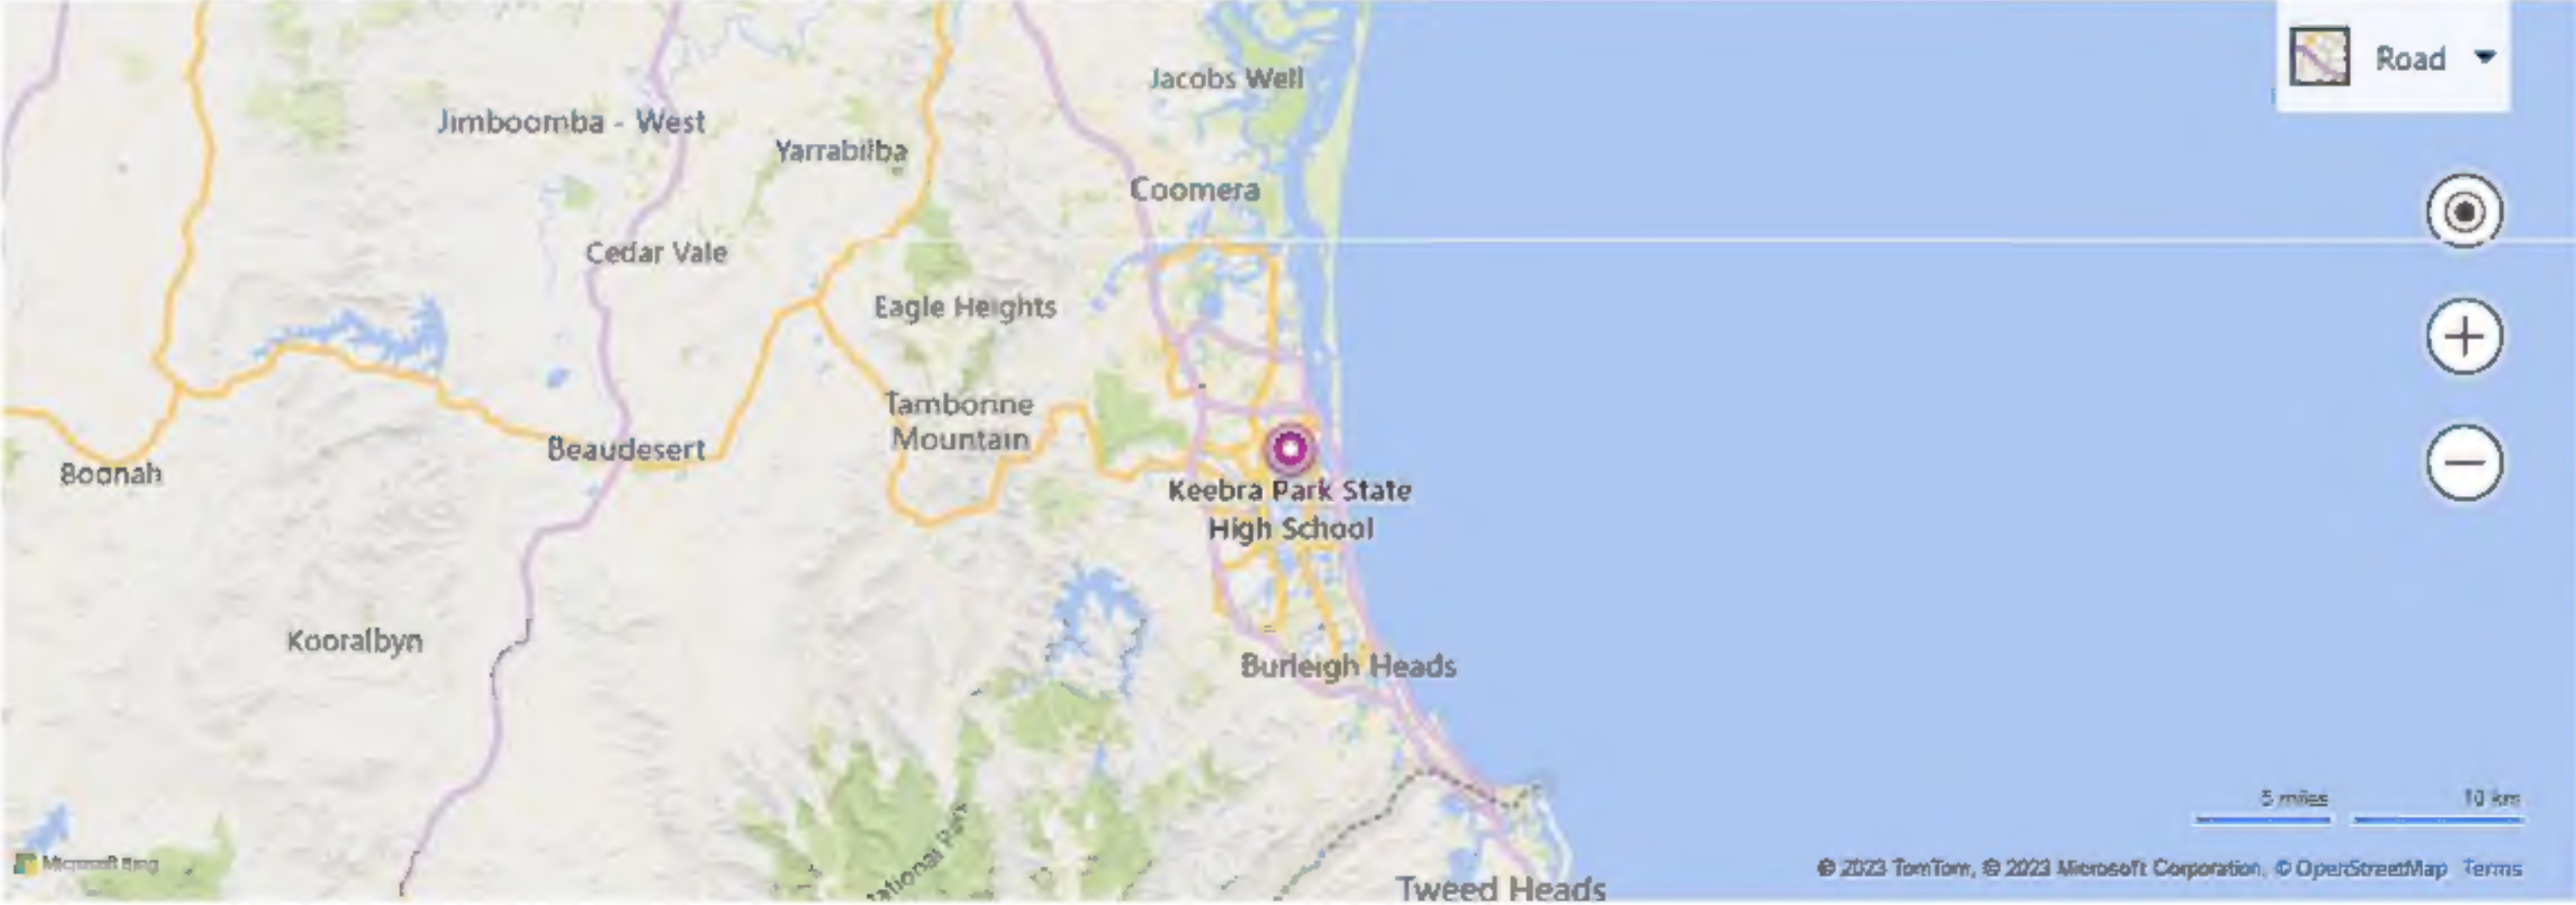 Road
Jacobs Well
Jimboomba - West
Yarrabilba
Coomera
Cedar Vale
Eagle Heights
Tamborine
Mountain
Beaudesert
Boonah
Keebra Park State
High School
Kooralbyn
Burleigh Heads
5 miles
10 km
ational Park
Microsoft Bing
© 2023 TomTom, © 2023 Microsoft Corporation, © OpenStreetMap Terms
Tweed Heads